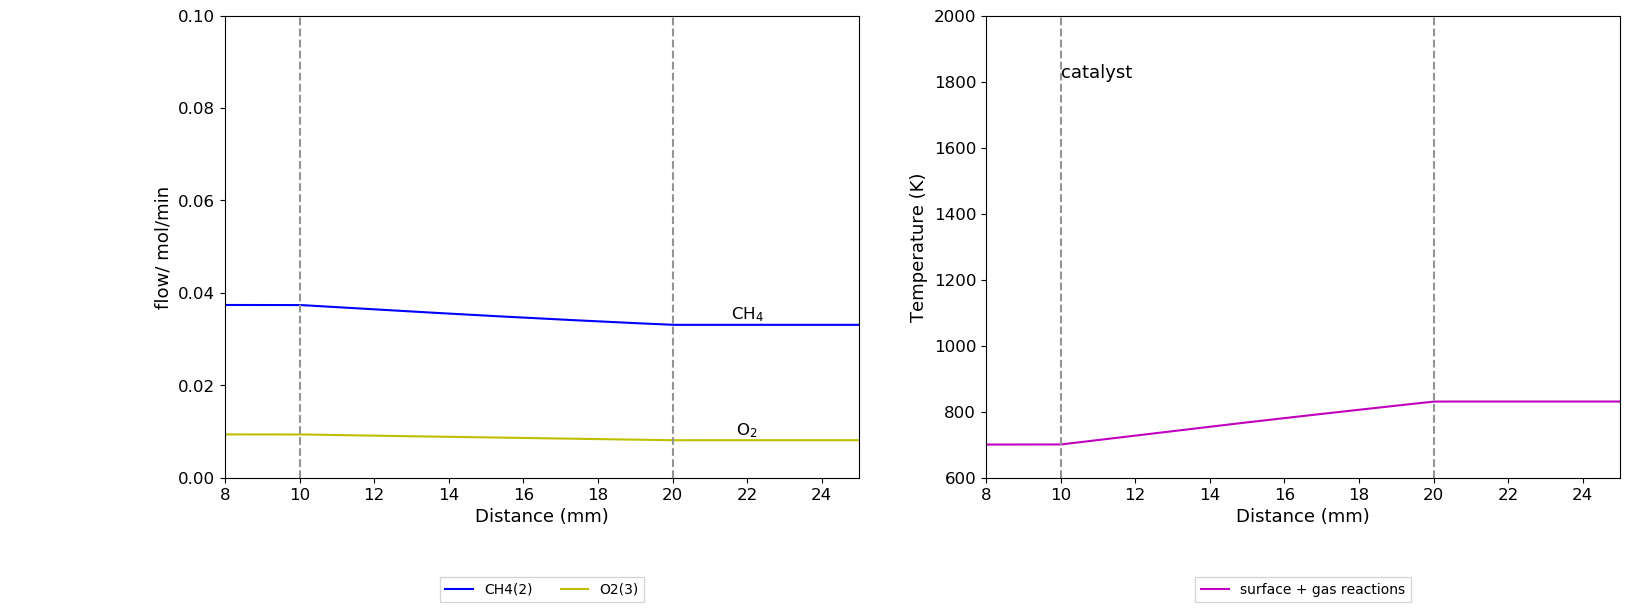 0.10
0.08
0.06
0.04
0.02
0.00
flow/ mol/min
CH₄
O₂
8 10 12 14 16 18 20 22 24
Distance (mm)
CH4(2) O2(3)
2000
1800
1600
1400
1200
1000
800
600
Temperature (K)
catalyst
8 10 12 14 16 18 20 22 24
Distance (mm)
surface + gas reactions